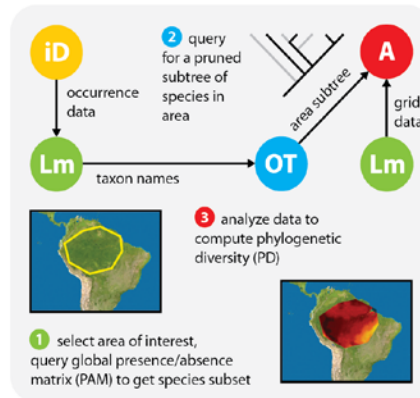 iD
2 query
for a pruned
subtree of
species in
area
A
occurrence
data
area subtree
grid
data
Lm
taxon names
OT
Lm
3 analyze data to
compute phylogenetic
diversity (PD)
1 select area of interest,
query global presence/absence
matrix (PAM) to get species subset